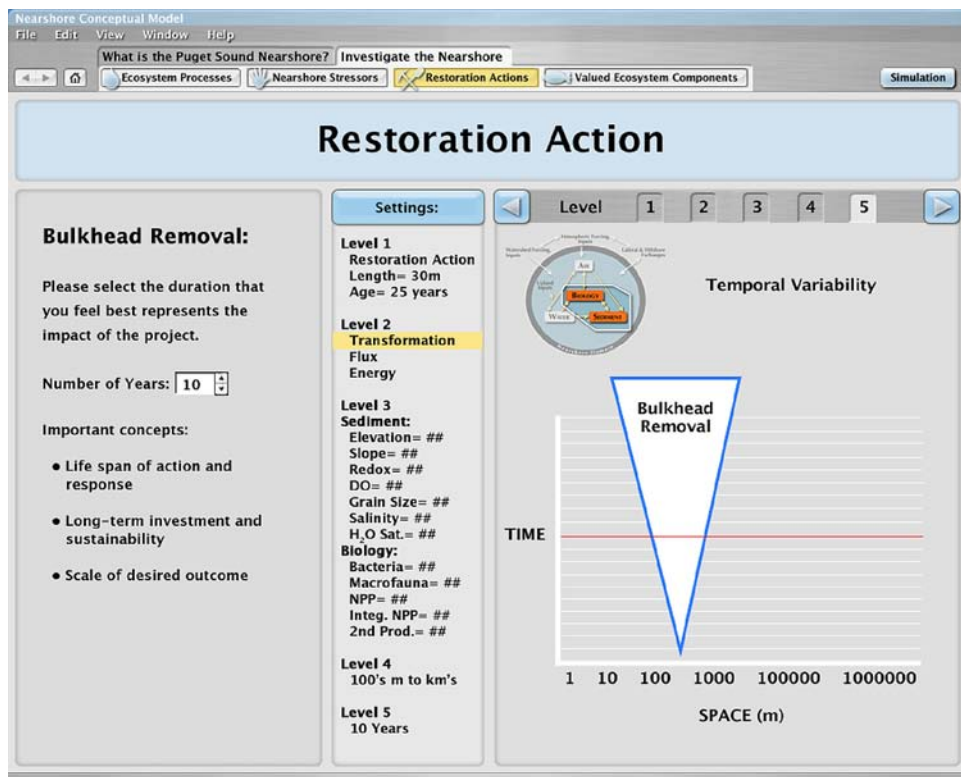 Nearshore Conceptual Model
File Edit View Window Help
What is the Puget Sound Nearshore? Investigate the Nearshore
Ecosystem Processes Nearshore Stressors Restoration Actions Valued Ecosystem Components Simulation
Restoration Action
Bulkhead Removal:
Please select the duration that
you feel best represents the
impact of the project.
Number of Years: 10
Important concepts:
• Life span of action and
response
• Long-term investment and
sustainability
• Scale of desired outcome
Settings:
Level 1
Restoration Action
Length= 30m
Age= 25 years
Level 2
Transformation
Flux
Energy
Level 3
Sediment:
Elevation= ##
Slope= ##
Redox= ##
DO= ##
Grain Size= ##
Salinity= ##
H₂O Sat.= ##
Biology:
Bacteria= ##
Macrofauna= ##
NPP= ##
Integ. NPP= ##
2nd Prod.= ##
Level 4
100's m to km's
Level 5
10 Years
Level 1 2 3 4 5
Air
Biology
Water Sediment
Temporal Variability
Bulkhead
Removal
TIME
1 10 100 1000 100000 1000000
SPACE (m)